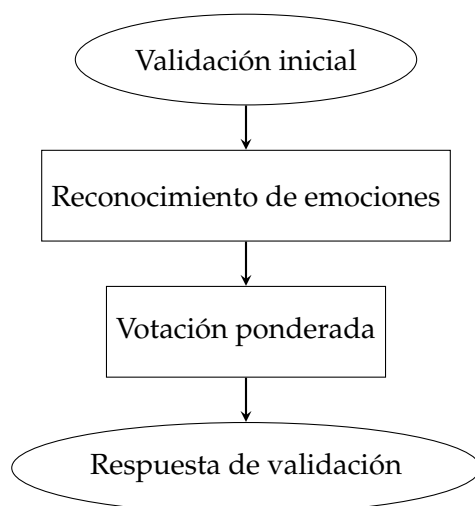 Validación inicial
Reconocimiento de emociones
Votación ponderada
Respuesta de validación